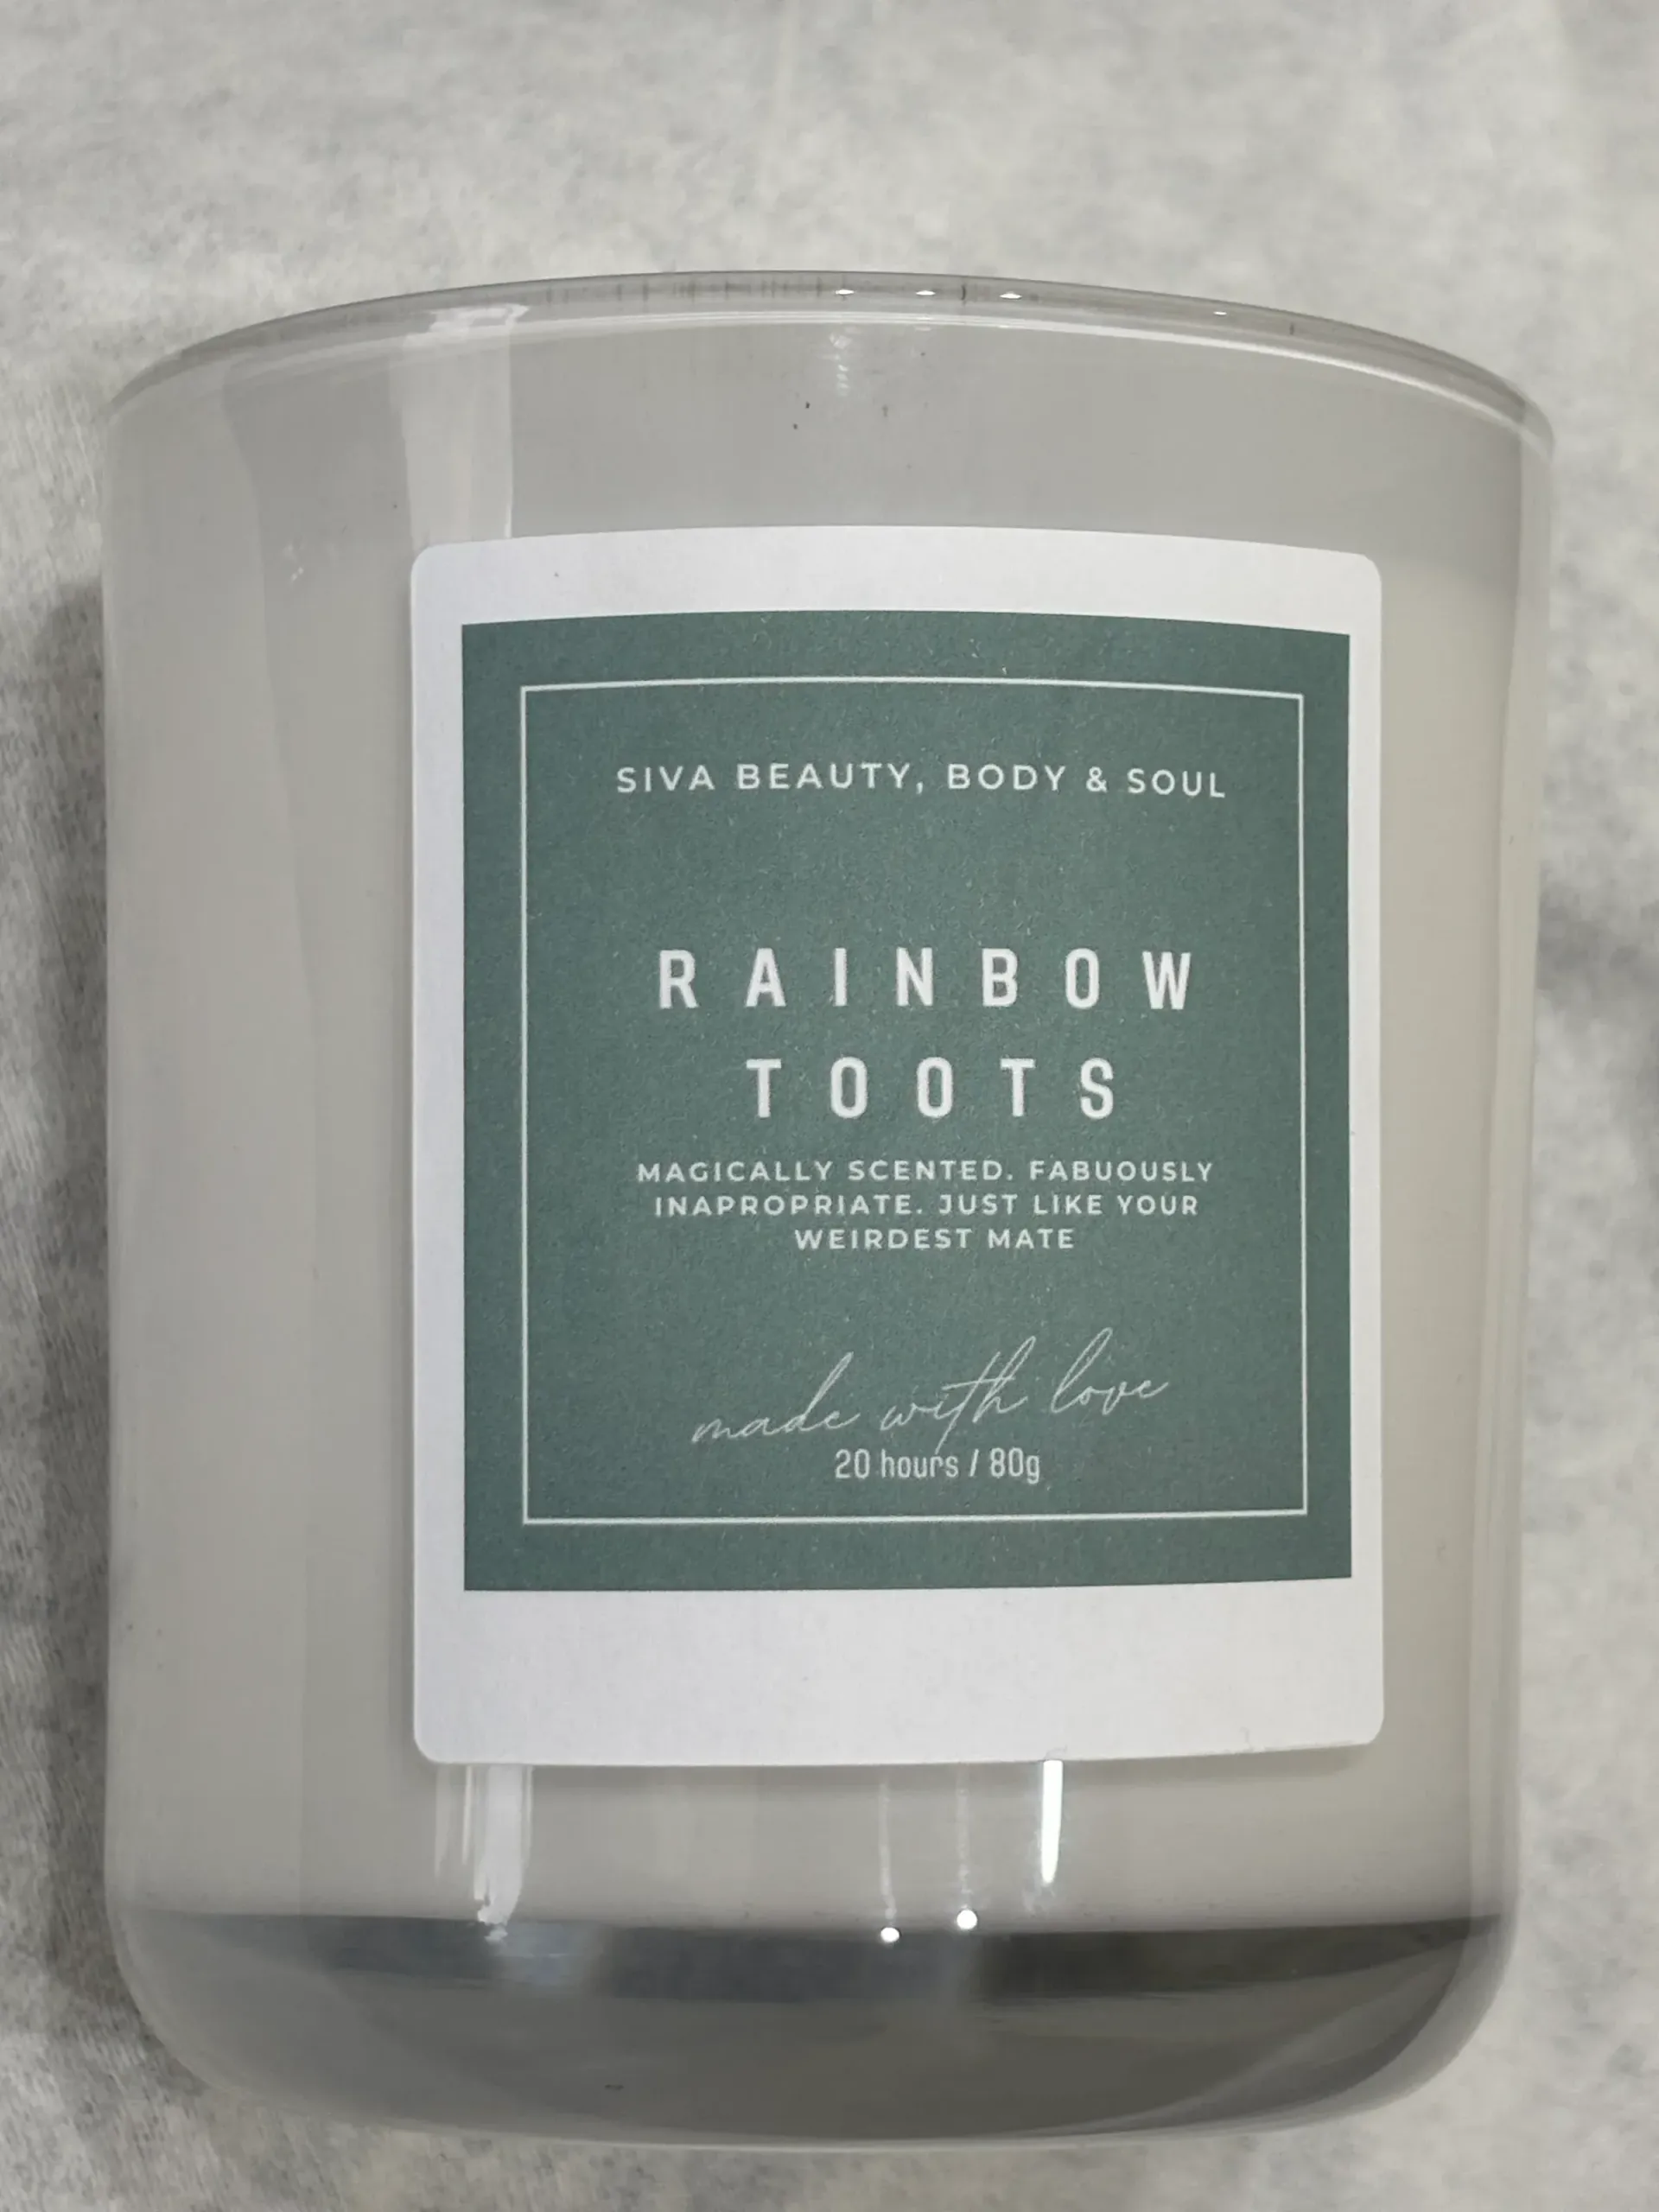 SIVA BEAUTY, BODY & SOUL
RAINBOW
TOOTS
MAGICALLY SCENTED. FABUOUSLY
INAPROPRIATE. JUST LIKE YOUR
WEIRDEST MATE
made with love
20 hours / 80g